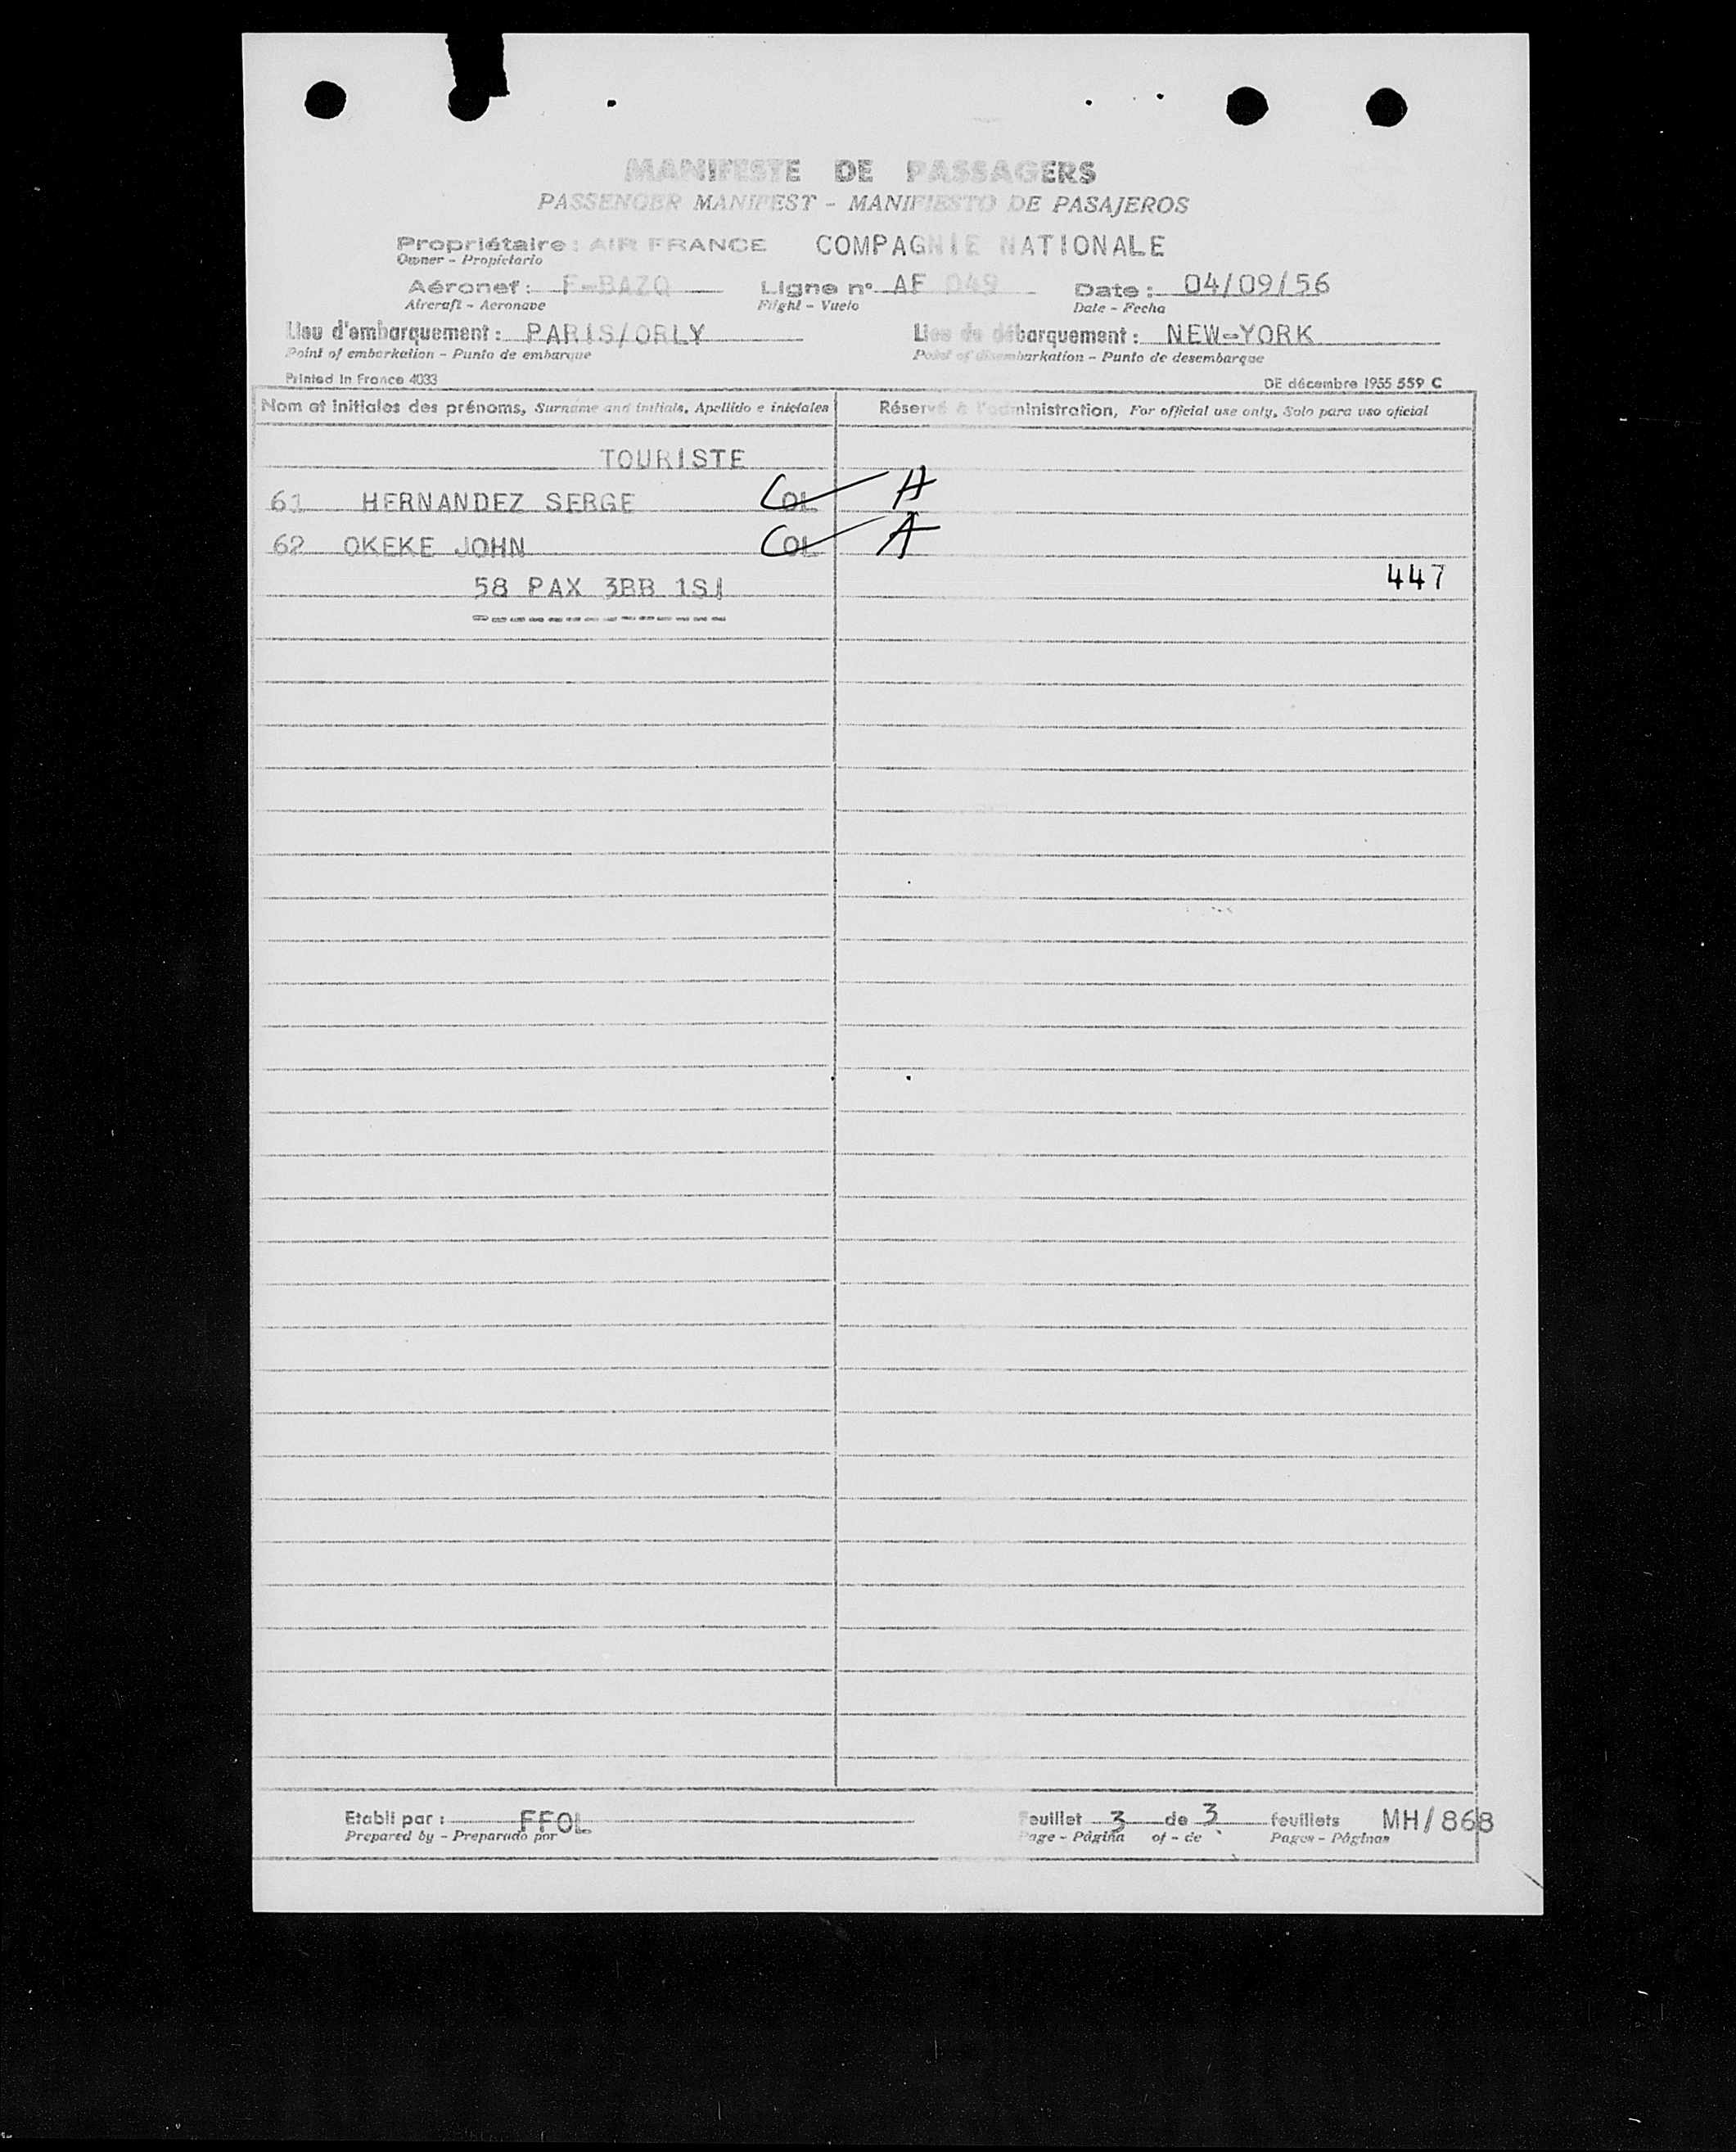 MANIFESTE DE PASSAGERS
PASSENGER MANIFEST - MANIFIESTO DE PASAJEROS
Propriétaire : AIR FRANCE COMPAGNIE NATIONALE
Owner - Propietario
Aéronef : F-BAZQ Ligne n° AF 049 Date : 04/09/56
Aircraft - Aeronave Flight - Vuelo Date - Fecha
Lieu d'embarquement : PARIS/ORLY Lieu de débarquement : NEW-YORK
Point of embarkation - Punto de embarque Point of disembarkation - Punto de desembarque
Printed in France 4033 DE décembre 1955 559 C
Nom et initiales des prénoms, Surname and initials, Apellido e iniciales Réservé à l'administration, For official use only, Solo para uso oficial
TOURISTE
61 HERNANDEZ SERGE COL A
62 OKEKE JOHN COL A
447
58 PAX 3BB 1SI
Etabli par : FFOL Feuillet 3 de 3 feuillets MH/868
Prepared by - Preparado por Page - Página of - de Pages - Páginas